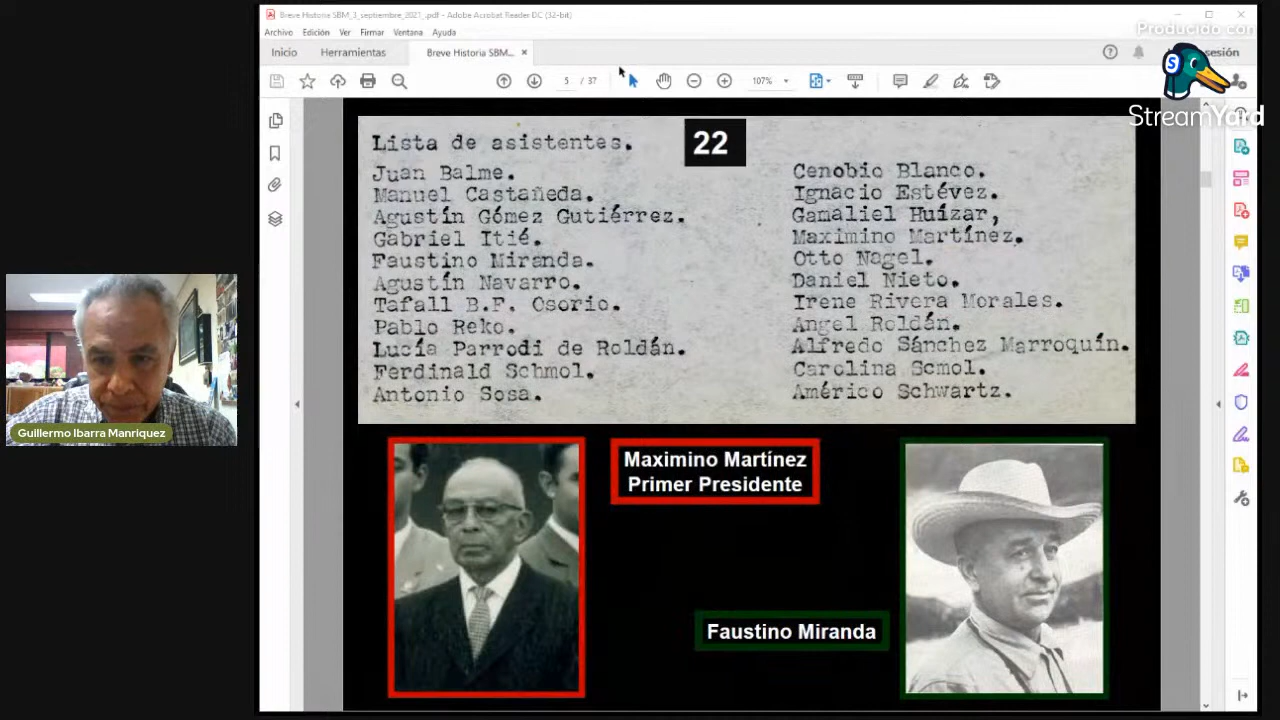 Breve Historia SBM_3_septiembre_2021_.pdf - Adobe Acrobat Reader DC (32-bit)
Archivo Edición Ver Firmar Ventana Ayuda
Producido con
Inicio Herramientas Breve Historia SBM... × sesión
5 / 37 107%
StreamYard
Lista de asistentes. 22
Juan Balme.
Manuel Castañeda.
Agustín Gómez Gutiérrez.
Gabriel Itié.
Faustino Miranda.
Agustín Navarro.
Tafall B.F. Osorio.
Pablo Reko.
Lucía Parrodi de Roldán.
Ferdinald Schmol.
Antonio Sosa.
Cenobio Blanco.
Ignacio Estévez.
Gamaliel Huízar,
Maximino Martínez.
Otto Nagel.
Daniel Nieto.
Irene Rivera Morales.
Angel Roldán.
Alfredo Sánchez Marroquín.
Carolina Scmol.
Américo Schwartz.
Guillermo Ibarra Manriquez
Maximino Martínez
Primer Presidente
Faustino Miranda